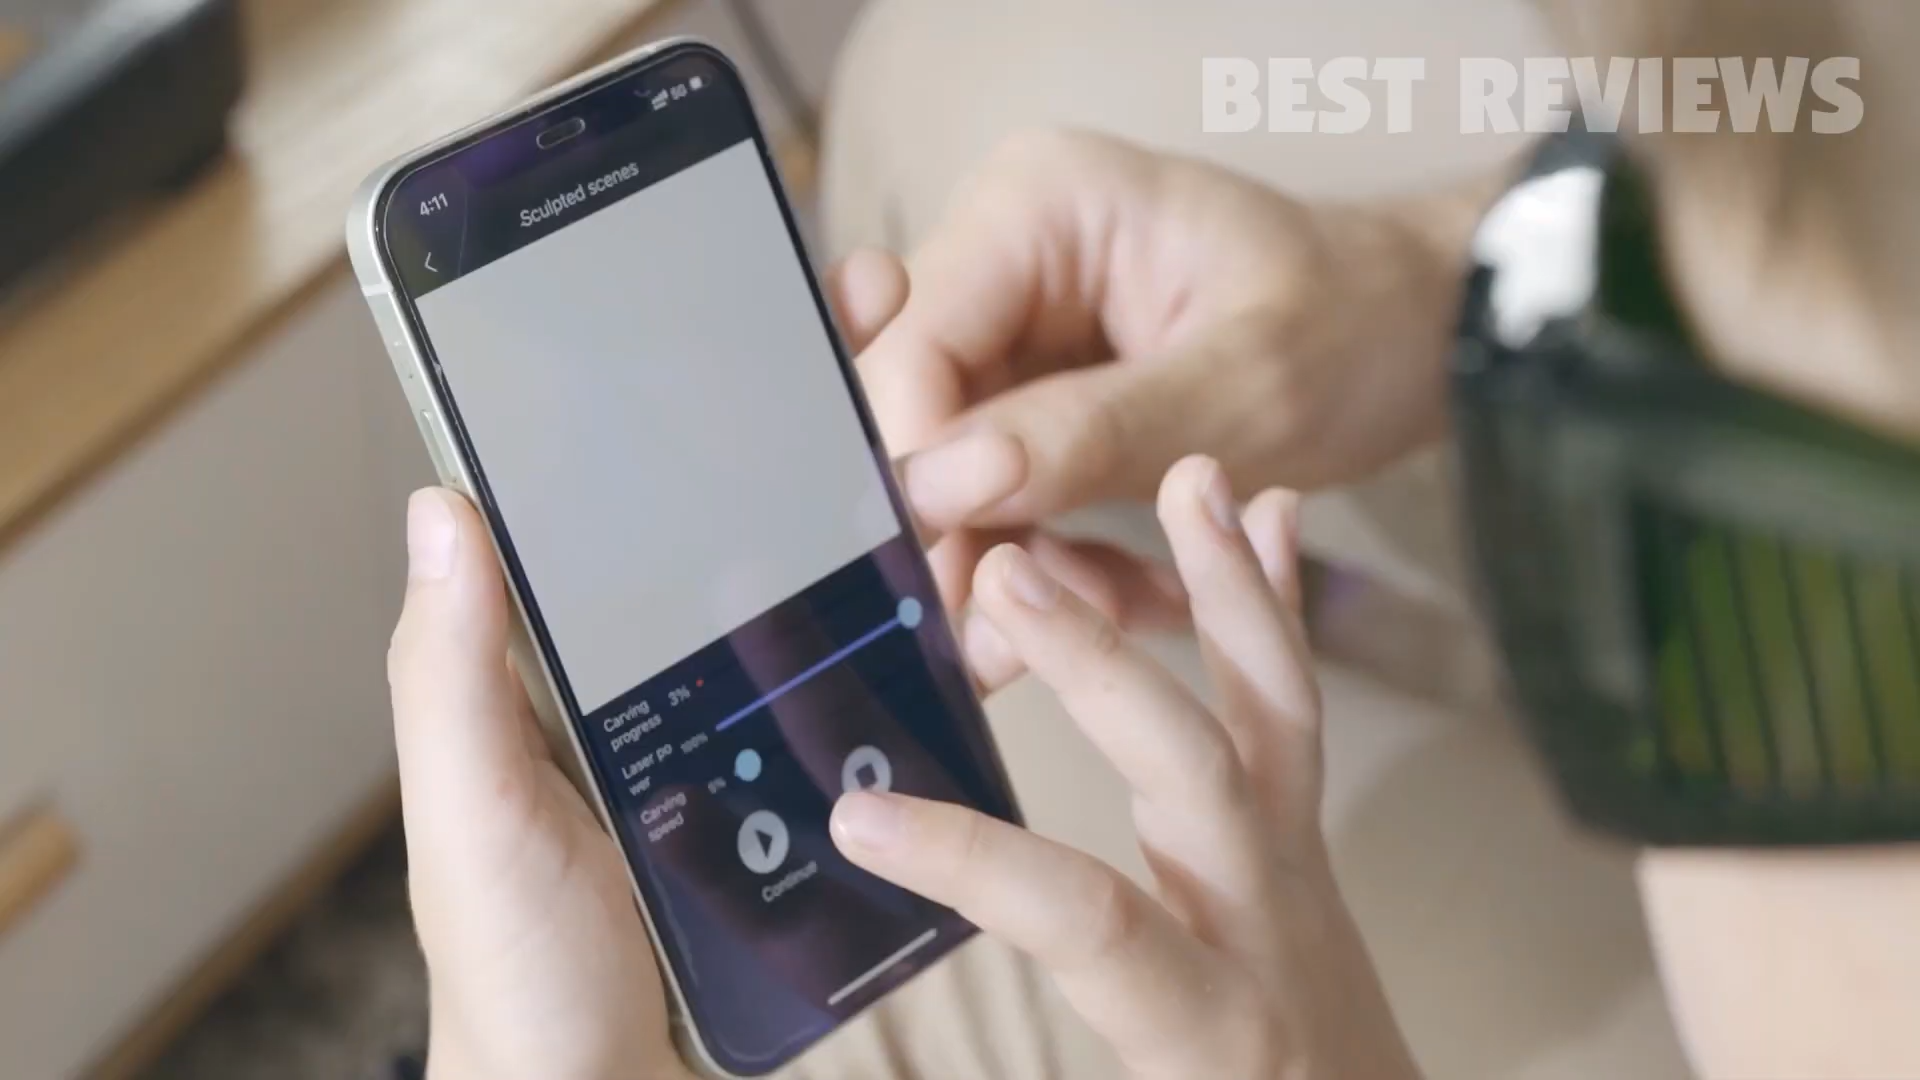 BEST REVIEWS
5G
4:11
Sculpted scenes
Carving
progress
3%
Laser po
wer
100%
Carving
speed
5%
Continue